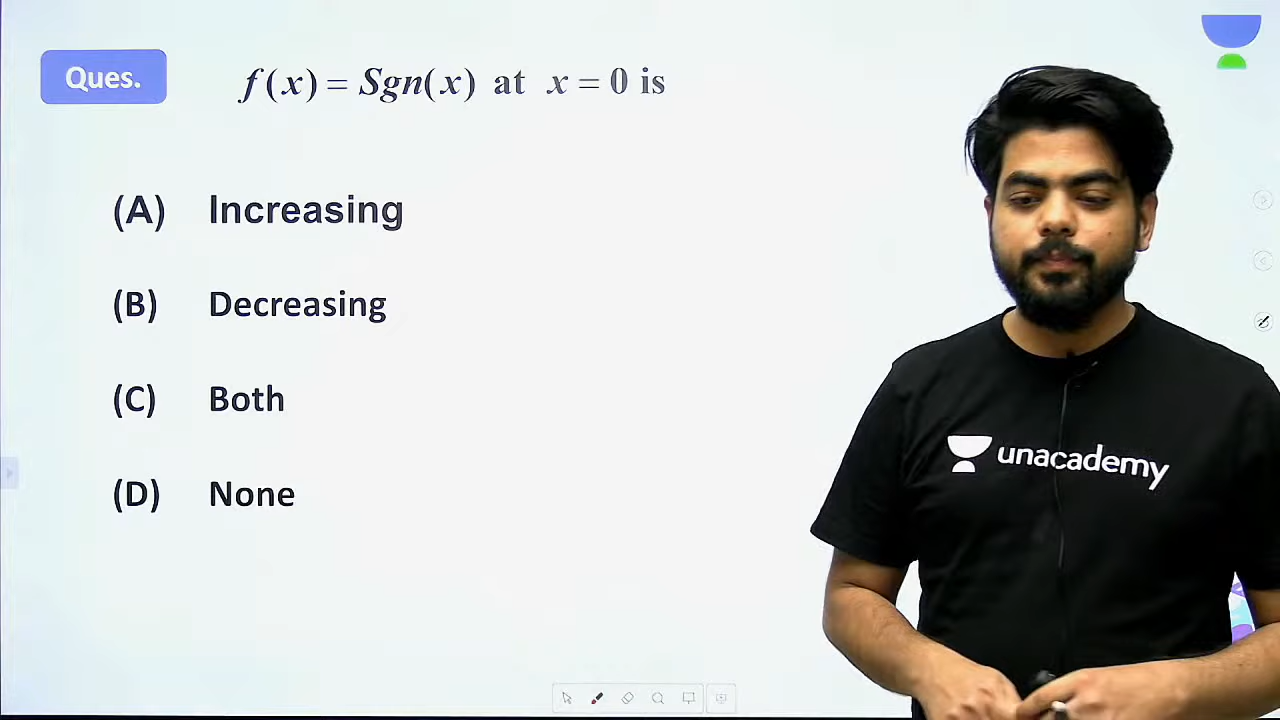 Ques.
f(x) = Sgn(x) at x = 0 is
(A) Increasing
(B) Decreasing
(C) Both
(D) None
unacademy